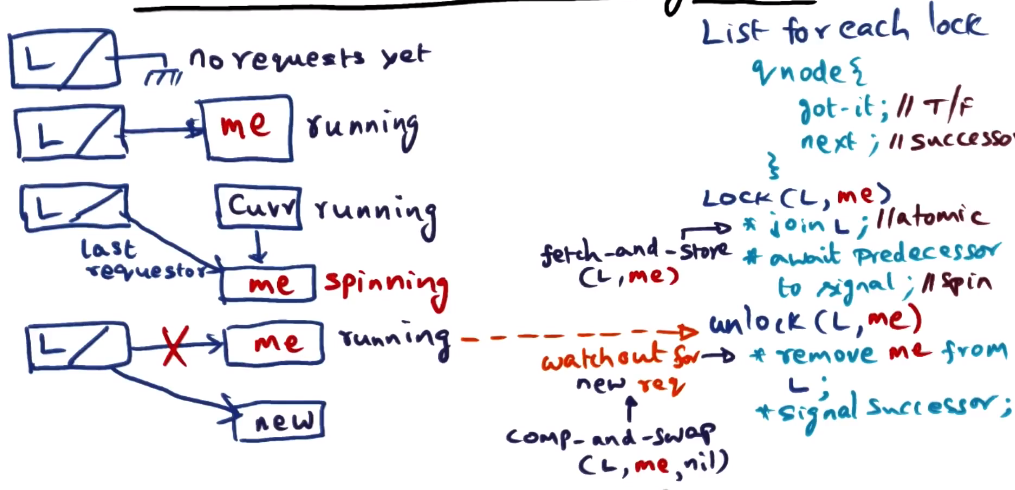 L no requests yet
L me running
L Curr running
last
requestor me spinning
L me running
new
watchout for
new req
comp-and-swap
(L, me, nil)
List for each lock
qnode {
got-it; // T/F
next; // successo
}
LOCK (L, me)
* join L; //atomic
fetch-and-store
(L, me)
* await predecessor
to signal; // spin
unlock (L, me)
* remove me from
L;
* signal successor;